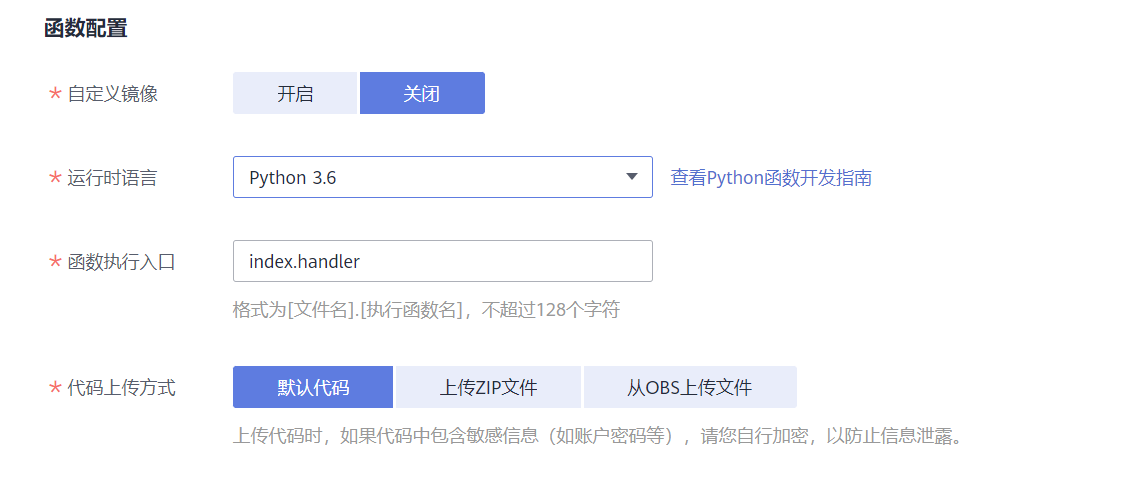 函数配置
* 自定义镜像 开启 关闭
* 运行时语言 Python 3.6 查看Python函数开发指南
* 函数执行入口 index.handler
格式为[文件名].[执行函数名]，不超过128个字符
* 代码上传方式 默认代码 上传ZIP文件 从OBS上传文件
上传代码时，如果代码中包含敏感信息（如账户密码等），请您自行加密，以防止信息泄露。